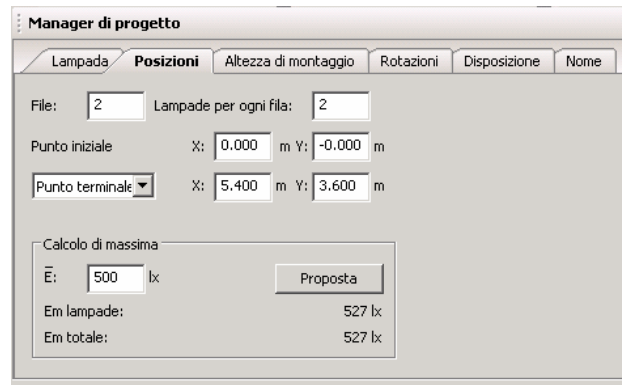 Manager di progetto
Lampada Posizioni Altezza di montaggio Rotazioni Disposizione Nome
File: 2 Lampade per ogni fila: 2
Punto iniziale X: 0.000 m Y: -0.000 m
Punto terminale X: 5.400 m Y: 3.600 m
Calcolo di massima
E̅: 500 lx Proposta
Em lampade: 527 lx
Em totale: 527 lx